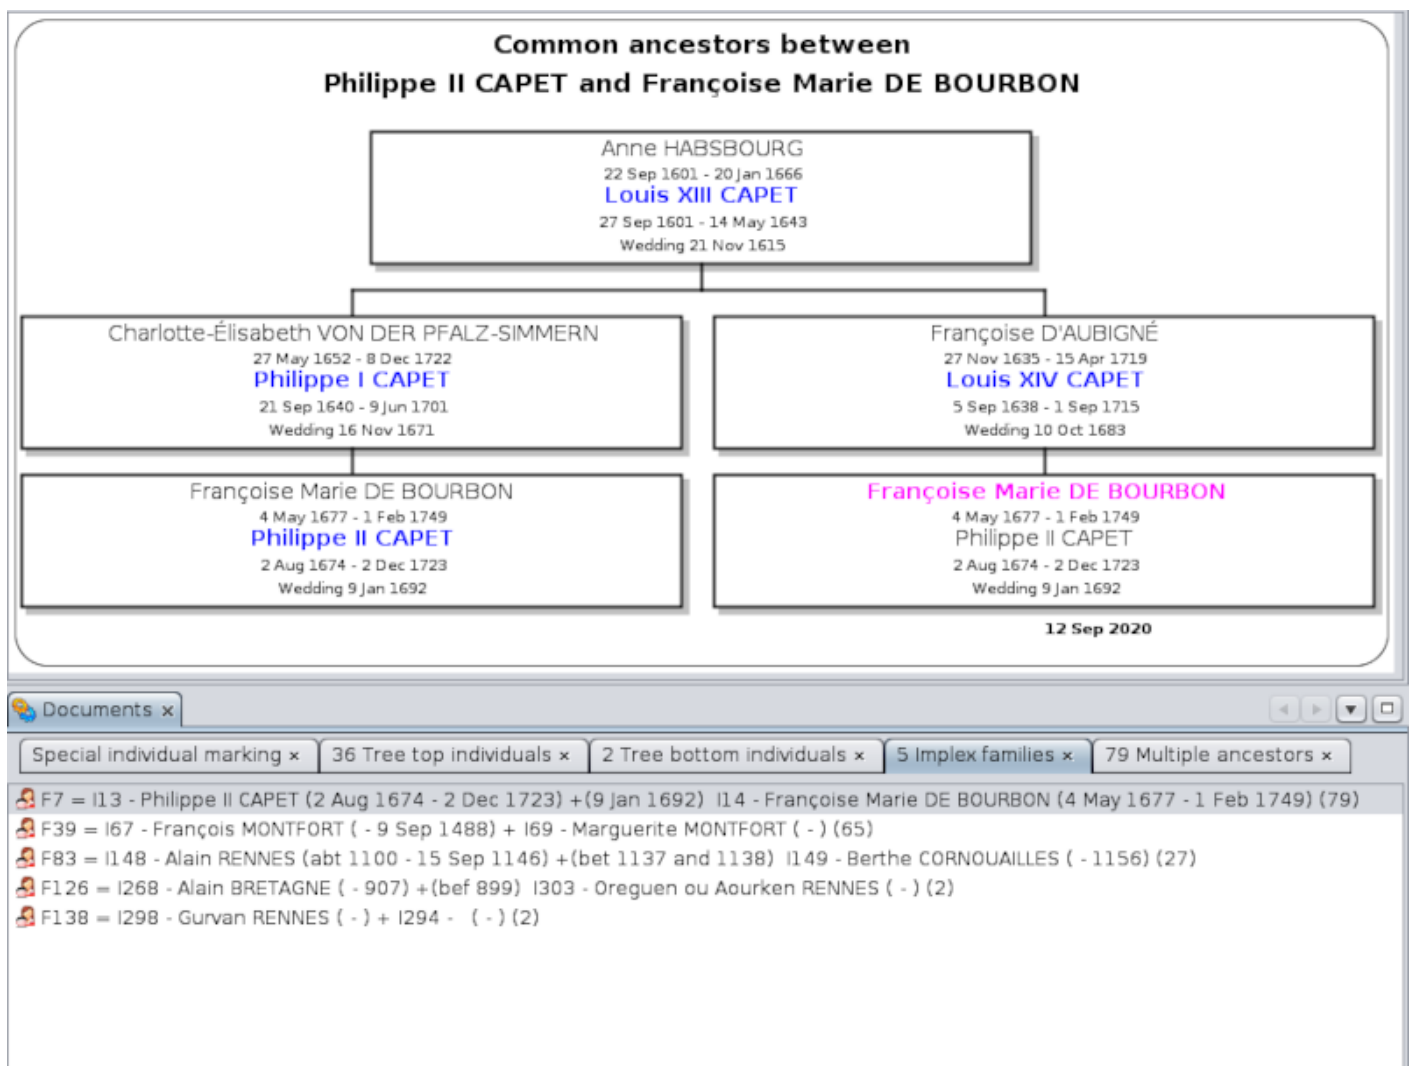 Common ancestors between
Philippe II CAPET and Françoise Marie DE BOURBON
Anne HABSBOURG
22 Sep 1601 - 20 Jan 1666
Louis XIII CAPET
27 Sep 1601 - 14 May 1643
Wedding 21 Nov 1615
Charlotte-Élisabeth VON DER PFALZ-SIMMERN
27 May 1652 - 8 Dec 1722
Philippe I CAPET
21 Sep 1640 - 9 Jun 1701
Wedding 16 Nov 1671
Françoise D'AUBIGNÉ
27 Nov 1635 - 15 Apr 1719
Louis XIV CAPET
5 Sep 1638 - 1 Sep 1715
Wedding 10 Oct 1683
Françoise Marie DE BOURBON
4 May 1677 - 1 Feb 1749
Philippe II CAPET
2 Aug 1674 - 2 Dec 1723
Wedding 9 Jan 1692
Françoise Marie DE BOURBON
4 May 1677 - 1 Feb 1749
Philippe II CAPET
2 Aug 1674 - 2 Dec 1723
Wedding 9 Jan 1692
12 Sep 2020
Documents ×
Special individual marking × 36 Tree top individuals × 2 Tree bottom individuals × 5 Implex families × 79 Multiple ancestors ×
F7 = I13 - Philippe II CAPET (2 Aug 1674 - 2 Dec 1723) +(9 Jan 1692) I14 - Françoise Marie DE BOURBON (4 May 1677 - 1 Feb 1749) (79)
F39 = I67 - François MONTFORT ( - 9 Sep 1488) + I69 - Marguerite MONTFORT ( - ) (65)
F83 = I148 - Alain RENNES (abt 1100 - 15 Sep 1146) +(bet 1137 and 1138) I149 - Berthe CORNOUAILLES ( - 1156) (27)
F126 = I268 - Alain BRETAGNE ( - 907) +(bef 899) I303 - Oreguen ou Aourken RENNES ( - ) (2)
F138 = I298 - Gurvan RENNES ( - ) + I294 - ( - ) (2)